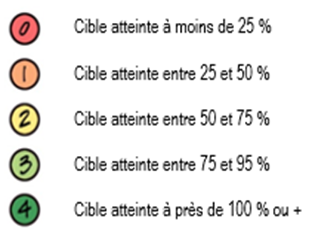 0 Cible atteinte à moins de 25 %
1 Cible atteinte entre 25 et 50 %
2 Cible atteinte entre 50 et 75 %
3 Cible atteinte entre 75 et 95 %
4 Cible atteinte à près de 100 % ou +